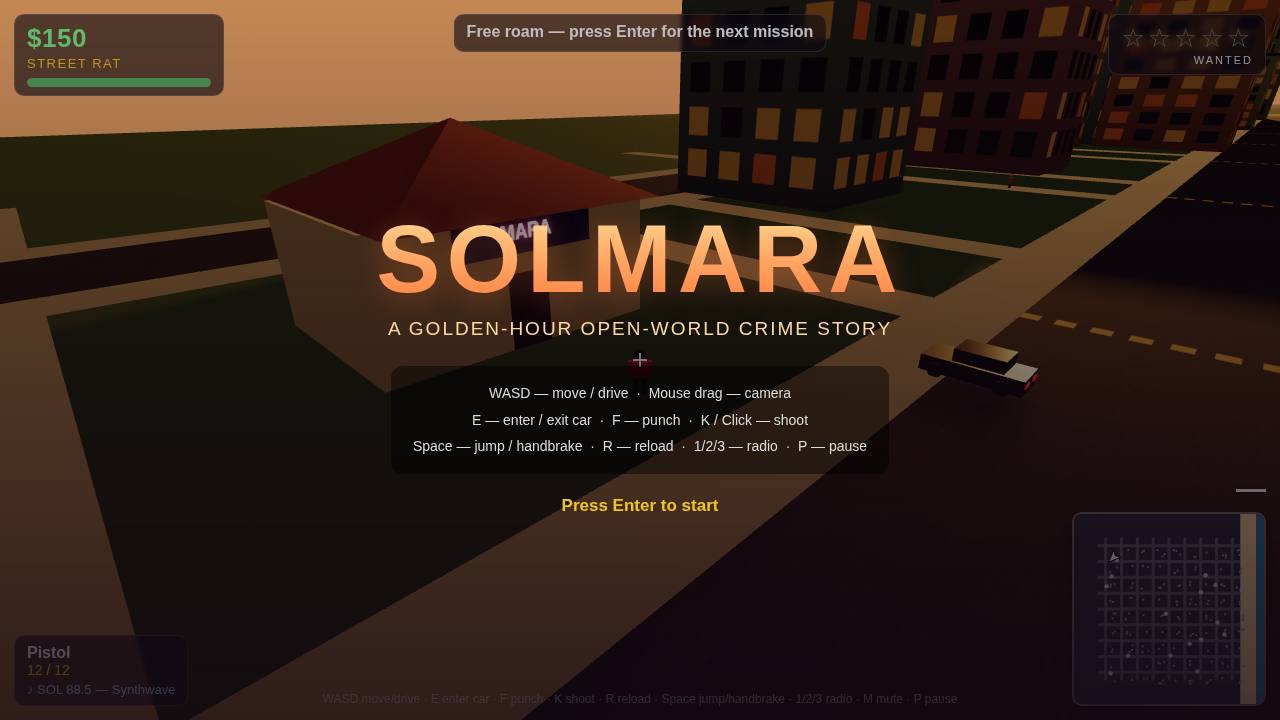 $150
STREET RAT
Free roam — press Enter for the next mission
☆☆☆☆☆
WANTED
MARA
SOLMARA
A GOLDEN-HOUR OPEN-WORLD CRIME STORY
WASD — move / drive · Mouse drag — camera
E — enter / exit car · F — punch · K / Click — shoot
Space — jump / handbrake · R — reload · 1/2/3 — radio · P — pause
Press Enter to start
Pistol
12 / 12
♪ SOL 88.5 — Synthwave
WASD move/drive · E enter car · F punch · K shoot · R reload · Space jump/handbrake · 1/2/3 radio · M mute · P pause